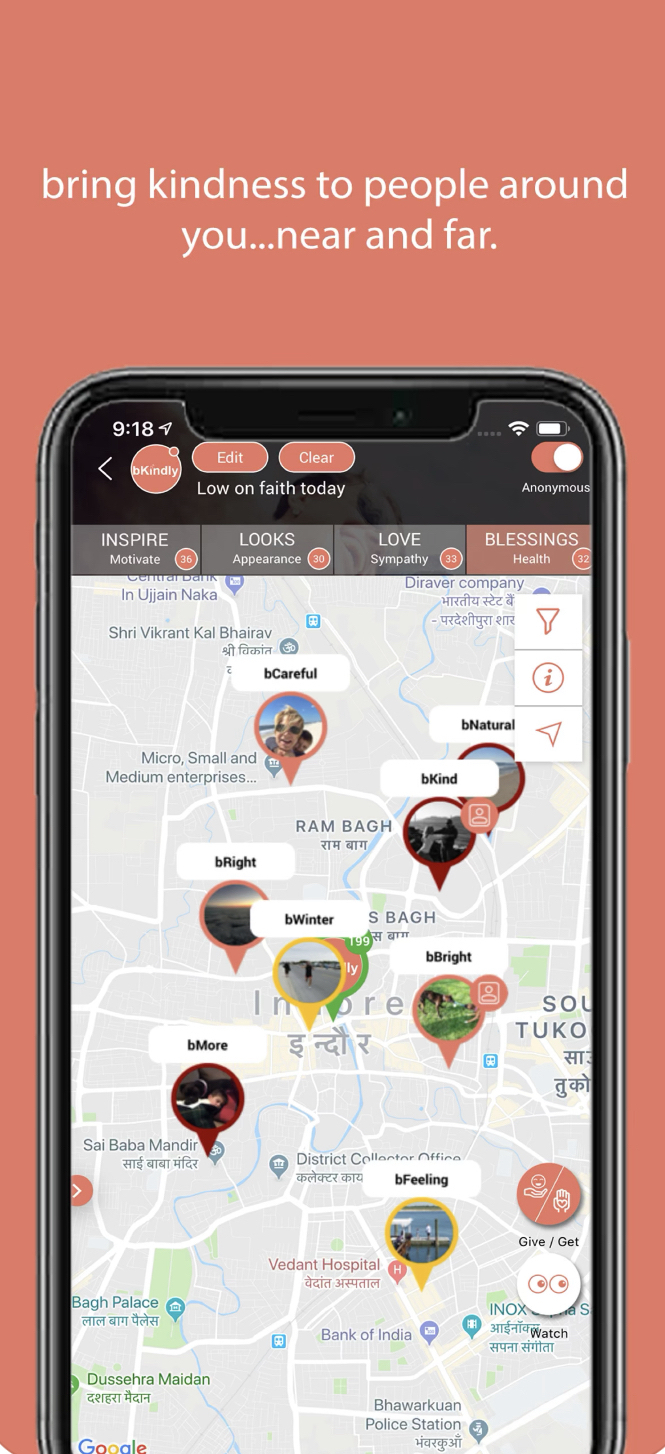 bring kindness to people around
you...near and far.
9:18
bKindly
Edit
Clear
Low on faith today
Anonymous
INSPIRE
Motivate 36
LOOKS
Appearance 30
LOVE
Sympathy 33
BLESSINGS
Health 32
Central Bank
In Ujjain Naka
Diraver company
भारतीय स्टेट बैं
- परदेशीपुरा शार
Shri Vikrant Kal Bhairav
श्री विकांत
bCareful
bNatural
Micro, Small and
Medium enterprises...
bKind
RAM BAGH
राम बाग
bRight
bWinter
S BAGH
स बाग
199
lly
bBright
Indore
इन्दौर
SOU
TUKO
साउ
तुको
bMore
Sai Baba Mandir
साई बाबा मंदिर
District Collector Office
कलेक्टर काय
bFeeling
Give / Get
Vedant Hospital
वेदांत अस्पताल
H
Bagh Palace
लाल बाग पैलेस
INOX Sapna S
आईनॉक्स
सपना संगीता
Watch
Bank of India
Dussehra Maidan
दशहरा मैदान
Bhawarkuan
Police Station
भंवरकुआँ
Google